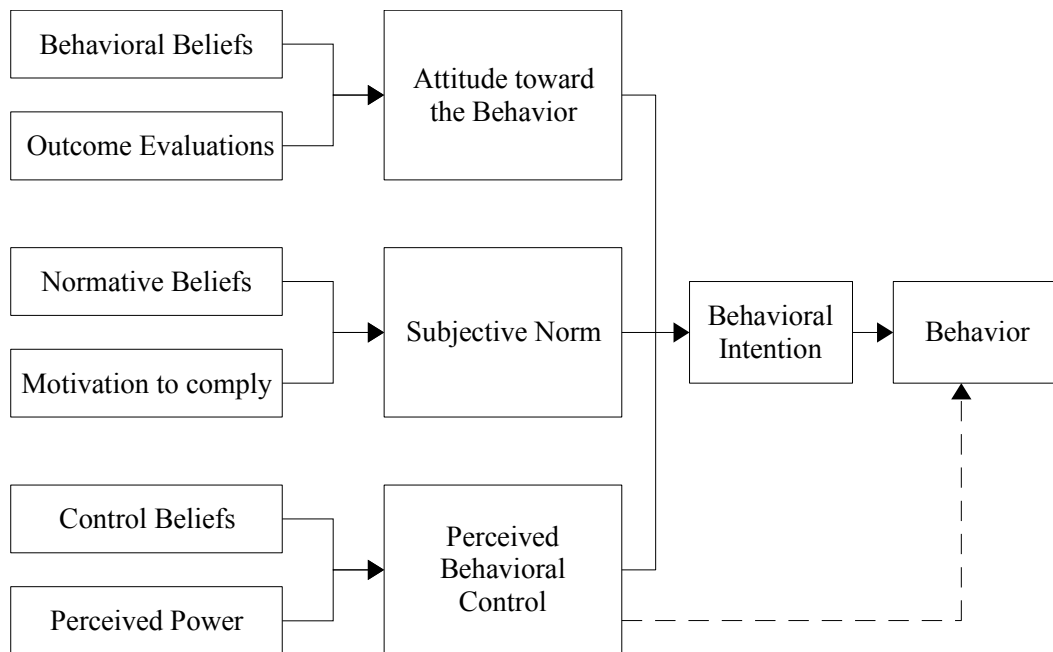 Behavioral Beliefs
Outcome Evaluations
Attitude toward
the Behavior
Normative Beliefs
Motivation to comply
Subjective Norm
Behavioral
Intention
Behavior
Control Beliefs
Perceived Power
Perceived
Behavioral
Control